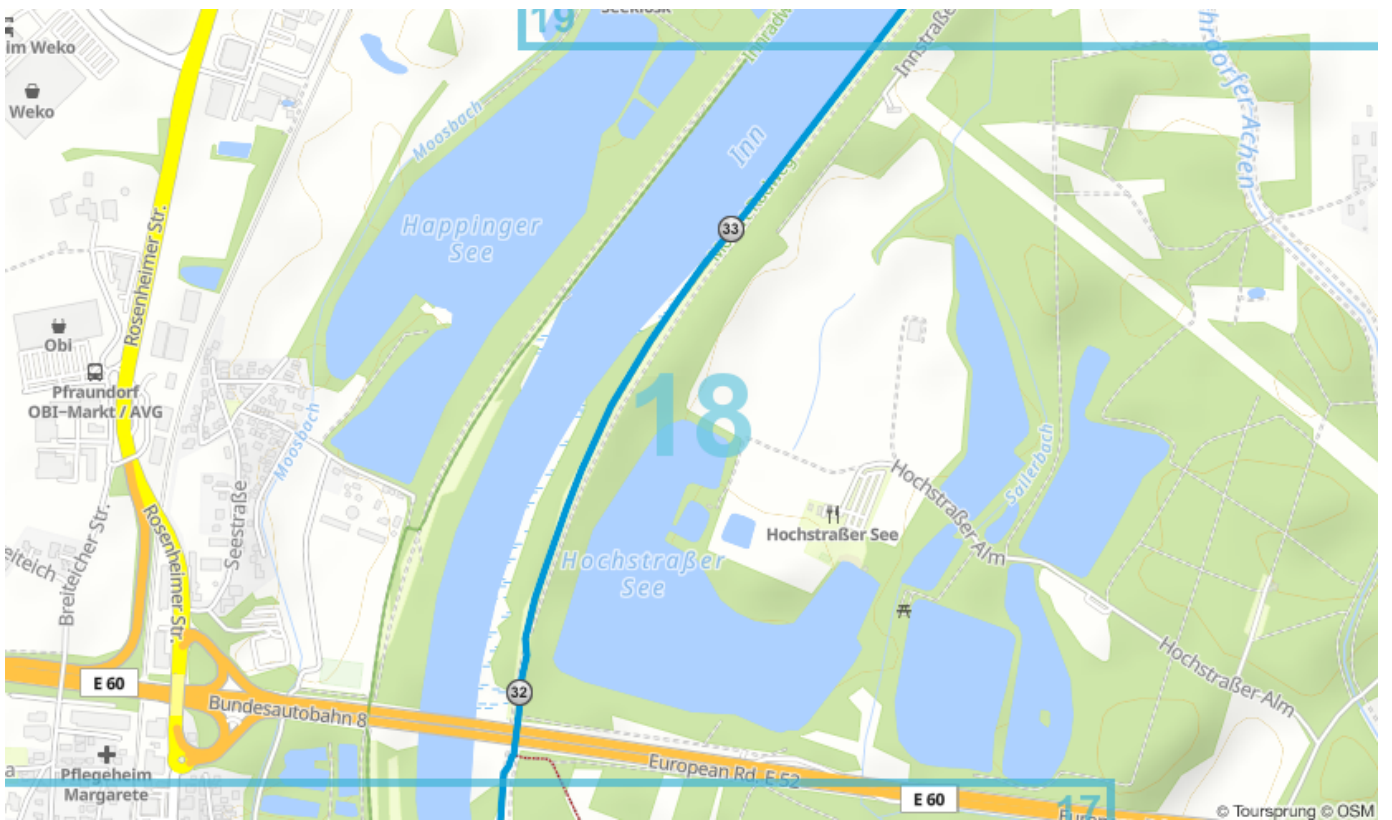 19
im Weko
Weko
Moosbach
Innstraße
Inn
Happinger
See
33
Rosenheimer Str.
Obi
Pfraundorf
OBI-Markt / AVG
18
Moosbach
Seestraße
Hochstraßer Alm
Sailerbach
Hochstraßer See
Hochstraßer
See
Breiteicher Str.
Rosenheimer Str.
Hochstraßer Alm
E 60
32
Bundesautobahn 8
European Rd. E 52
Pflegeheim
Margarete
E 60
17
© Toursprung © OSM